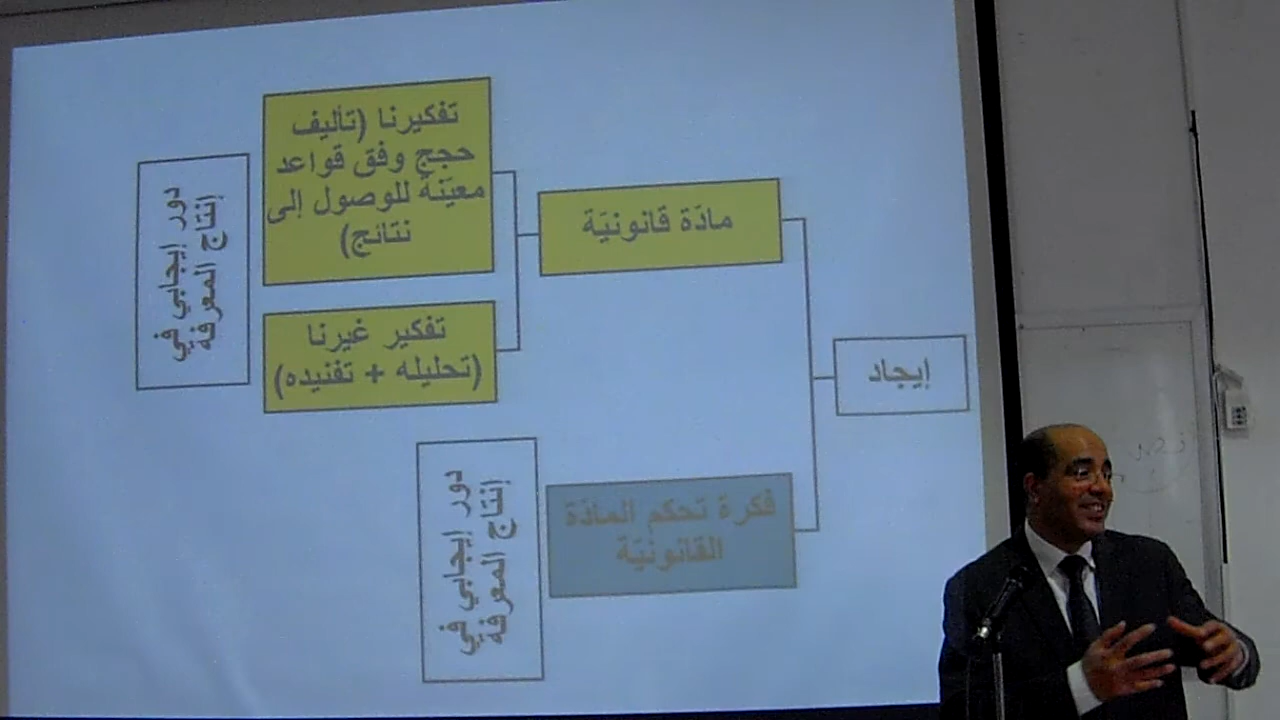 إيجاد
مادّة قانونيّة
تفكيرنا (تأليف
حجج وفق قواعد
معيّنة للوصول إلى
نتائج)
تفكير غيرنا
(تحليله + تفنيده)
دور إيجابي في
إنتاج المعرفة
فكرة تحكم المادّة
القانونيّة
دور إيجابي في
إنتاج المعرفة